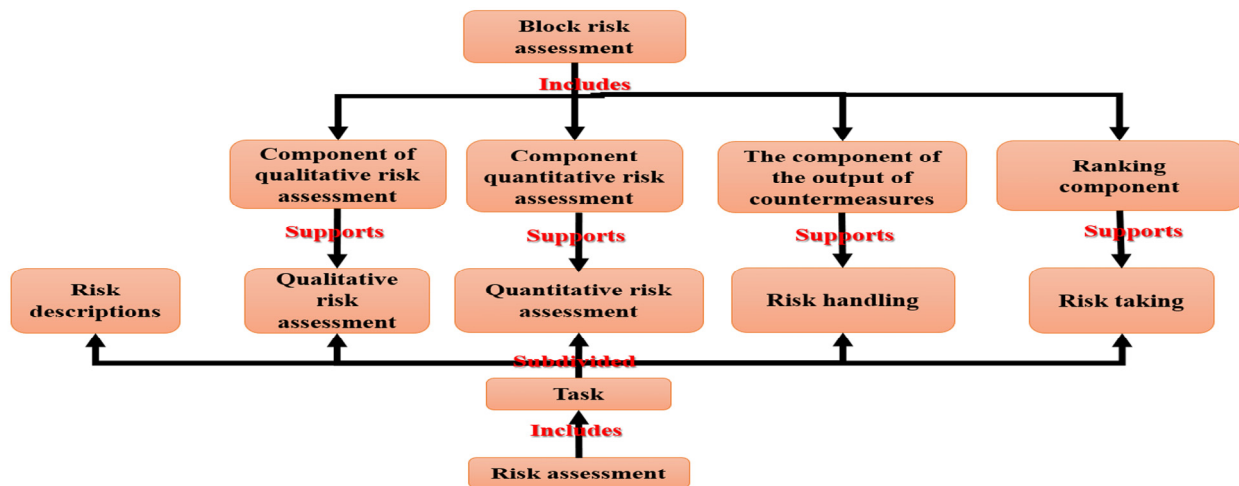 Block risk
assessment
Includes
Component of
qualitative risk
assessment
Component
quantitative risk
assessment
The component of
the output of
countermeasures
Ranking
component
Supports
Supports
Supports
Supports
Risk
descriptions
Qualitative
risk
assessment
Quantitative risk
assessment
Risk handling
Risk taking
Subdivided
Task
Includes
Risk assessment